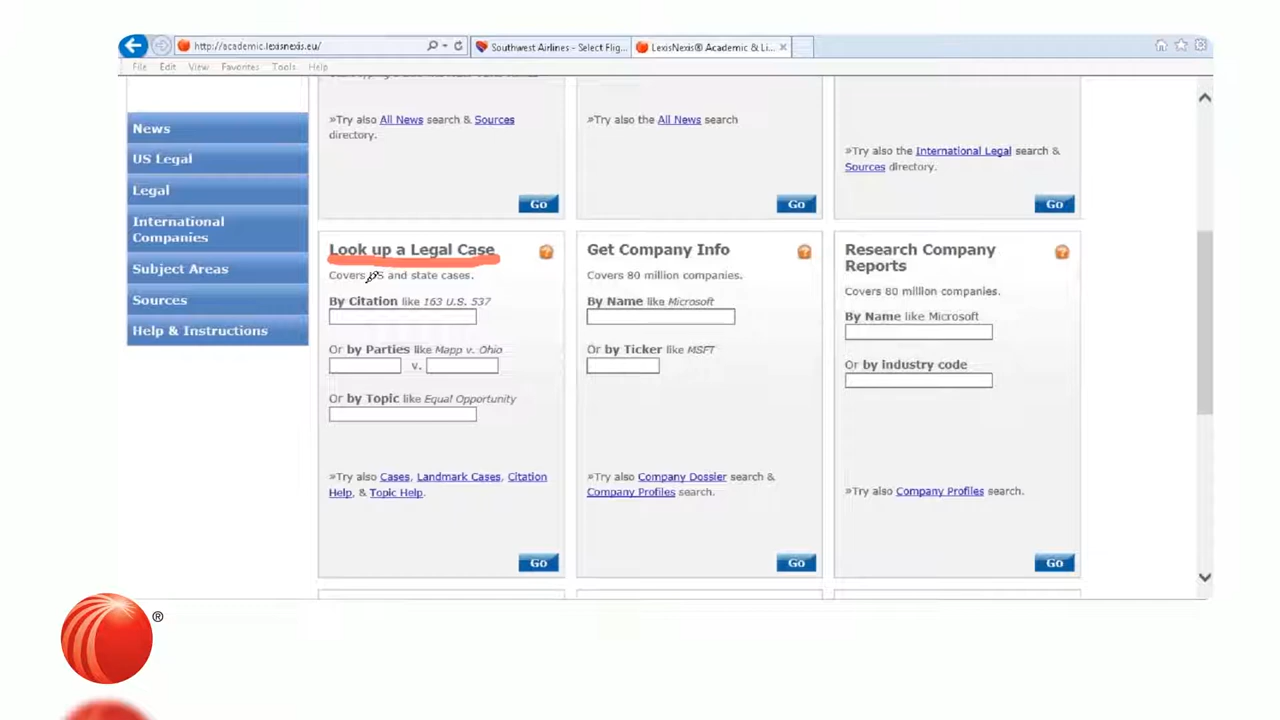 http://academic.lexisnexis.eu/
Southwest Airlines - Select Flig...
LexisNexis® Academic & Li...
File Edit View Favorites Tools Help
News
US Legal
Legal
International
Companies
Subject Areas
Sources
Help & Instructions
»Try also All News search & Sources
directory.
Go
»Try also the All News search
Go
»Try also the International Legal search &
Sources directory.
Go
Look up a Legal Case
Covers US and state cases.
By Citation like 163 U.S. 537
Or by Parties like Mapp v. Ohio
v.
Or by Topic like Equal Opportunity
»Try also Cases, Landmark Cases, Citation
Help, & Topic Help.
Go
Get Company Info
Covers 80 million companies.
By Name like Microsoft
Or by Ticker like MSFT
»Try also Company Dossier search &
Company Profiles search.
Go
Research Company
Reports
Covers 80 million companies.
By Name like Microsoft
Or by industry code
»Try also Company Profiles search.
Go
®